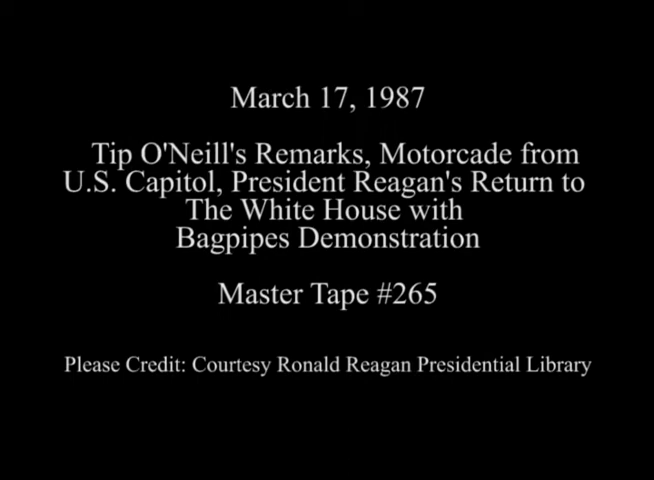 March 17, 1987
Tip O'Neill's Remarks, Motorcade from
U.S. Capitol, President Reagan's Return to
The White House with
Bagpipes Demonstration
Master Tape #265
Please Credit: Courtesy Ronald Reagan Presidential Library